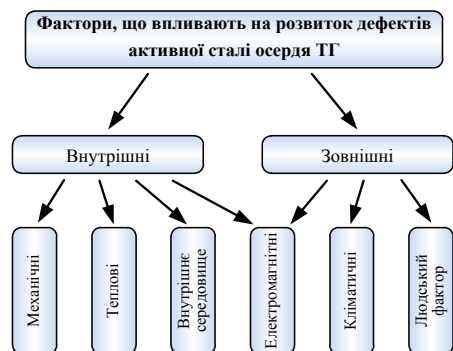 Фактори, що впливають на розвиток дефектів
активної сталі осердя ТГ
Внутрішні
Зовнішні
Механічні
Теплові
Внутрішнє
середовище
Електромагнітні
Кліматичні
Людський
фактор